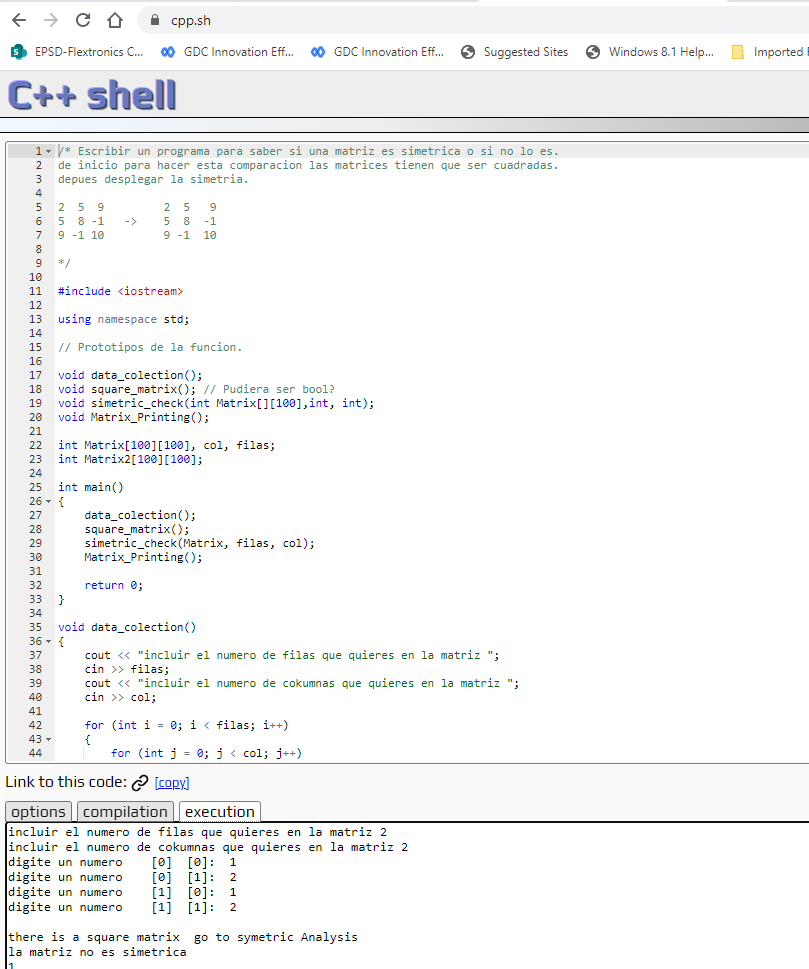 cpp.sh
EPSD-Flextronics C... GDC Innovation Eff... GDC Innovation Eff... Suggested Sites Windows 8.1 Help... Imported
C++ shell
1 /* Escribir un programa para saber si una matriz es simetrica o si no lo es.
2 de inicio para hacer esta comparacion las matrices tienen que ser cuadradas.
3 depues desplegar la simetria.
4
5 2 5 9 2 5 9
6 5 8 -1 -> 5 8 -1
7 9 -1 10 9 -1 10
8
9 */
10
11 #include <iostream>
12
13 using namespace std;
14
15 // Prototipos de la funcion.
16
17 void data_colection();
18 void square_matrix(); // Pudiera ser bool?
19 void simetric_check(int Matrix[][100],int, int);
20 void Matrix_Printing();
21
22 int Matrix[100][100], col, filas;
23 int Matrix2[100][100];
24
25 int main()
26 {
27 data_colection();
28 square_matrix();
29 simetric_check(Matrix, filas, col);
30 Matrix_Printing();
31
32 return 0;
33 }
34
35 void data_colection()
36 {
37 cout << "incluir el numero de filas que quieres en la matriz ";
38 cin >> filas;
39 cout << "incluir el numero de cokumnas que quieres en la matriz ";
40 cin >> col;
41
42 for (int i = 0; i < filas; i++)
43 {
44 for (int j = 0; j < col; j++)
Link to this code: [copy]
options compilation execution
incluir el numero de filas que quieres en la matriz 2
incluir el numero de cokumnas que quieres en la matriz 2
digite un numero [0] [0]: 1
digite un numero [0] [1]: 2
digite un numero [1] [0]: 1
digite un numero [1] [1]: 2
there is a square matrix go to symetric Analysis
la matriz no es simetrica
1